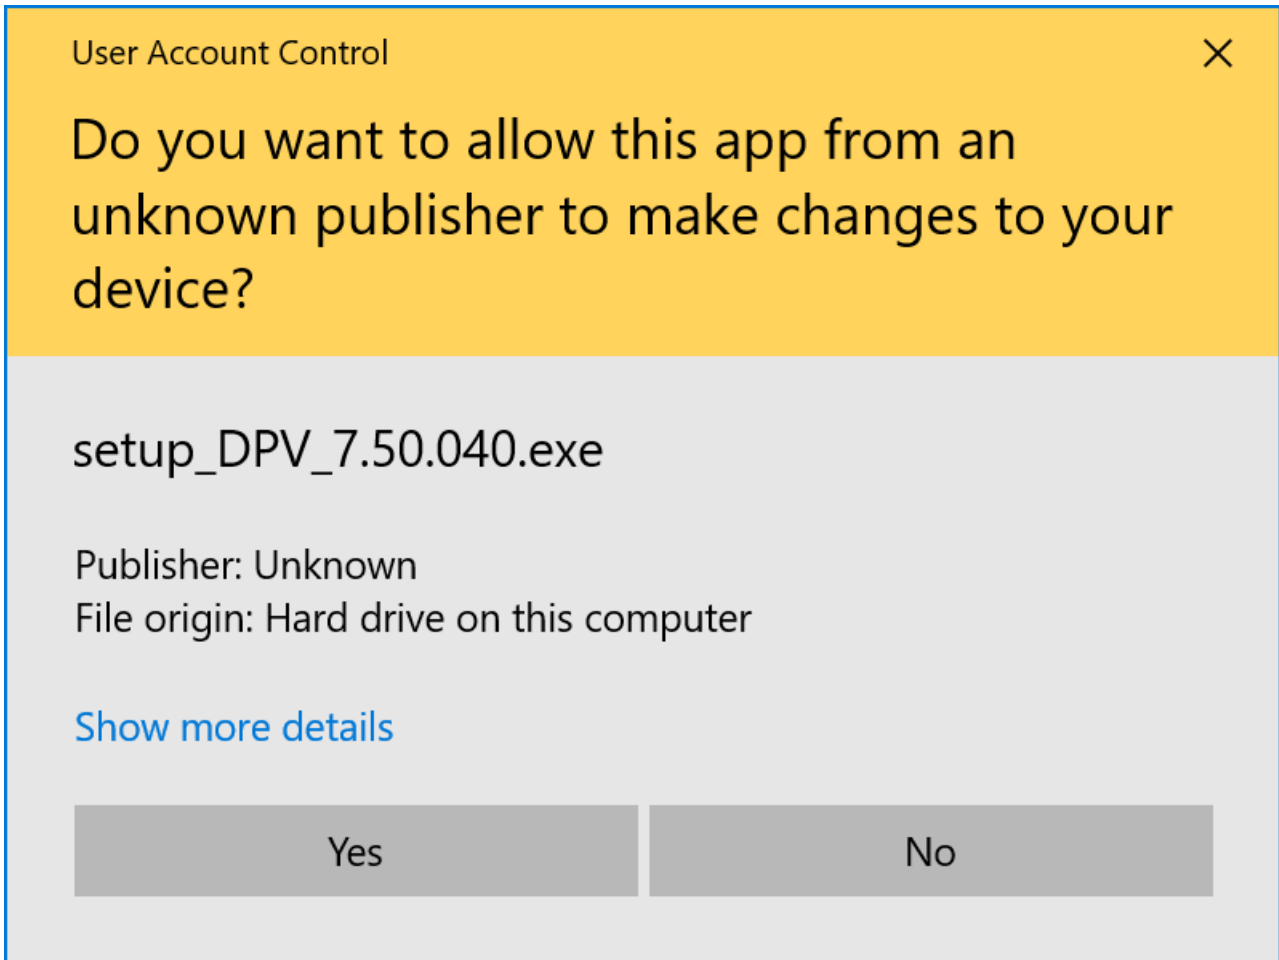 User Account Control
Do you want to allow this app from an
unknown publisher to make changes to your
device?
setup_DPV_7.50.040.exe
Publisher: Unknown
File origin: Hard drive on this computer
Show more details
Yes
No